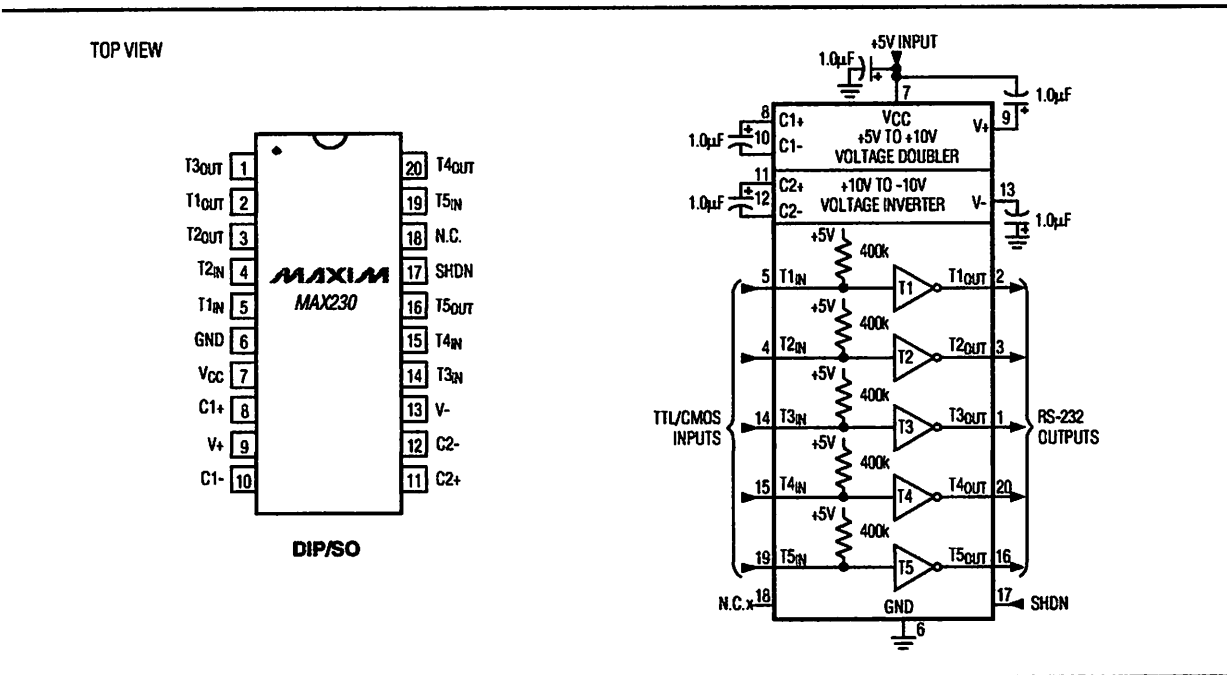 TOP VIEW
T3OUT 1
T1OUT 2
T2OUT 3
T2IN 4
T1IN 5
GND 6
VCC 7
C1+ 8
V+ 9
C1- 10
20 T4OUT
19 T5IN
18 N.C.
17 SHDN
16 T5OUT
15 T4IN
14 T3IN
13 V-
12 C2-
11 C2+
MAXIM
MAX230
DIP/SO
+5V INPUT
1.0µF
+
7
1.0µF
+
8 C1+
VCC
V+ 9
1.0µF
+
10 C1-
+5V TO +10V
VOLTAGE DOUBLER
11 C2+
+10V TO -10V
VOLTAGE INVERTER
V- 13
1.0µF
+
12 C2-
1.0µF
+
+5V
400k
5 T1IN
T1
T1OUT 2
+5V
400k
4 T2IN
T2
T2OUT 3
+5V
400k
TTL/CMOS
INPUTS
14 T3IN
T3
T3OUT 1
RS-232
OUTPUTS
+5V
400k
15 T4IN
T4
T4OUT 20
+5V
400k
19 T5IN
T5
T5OUT 16
N.C. x 18
GND
17 SHDN
6